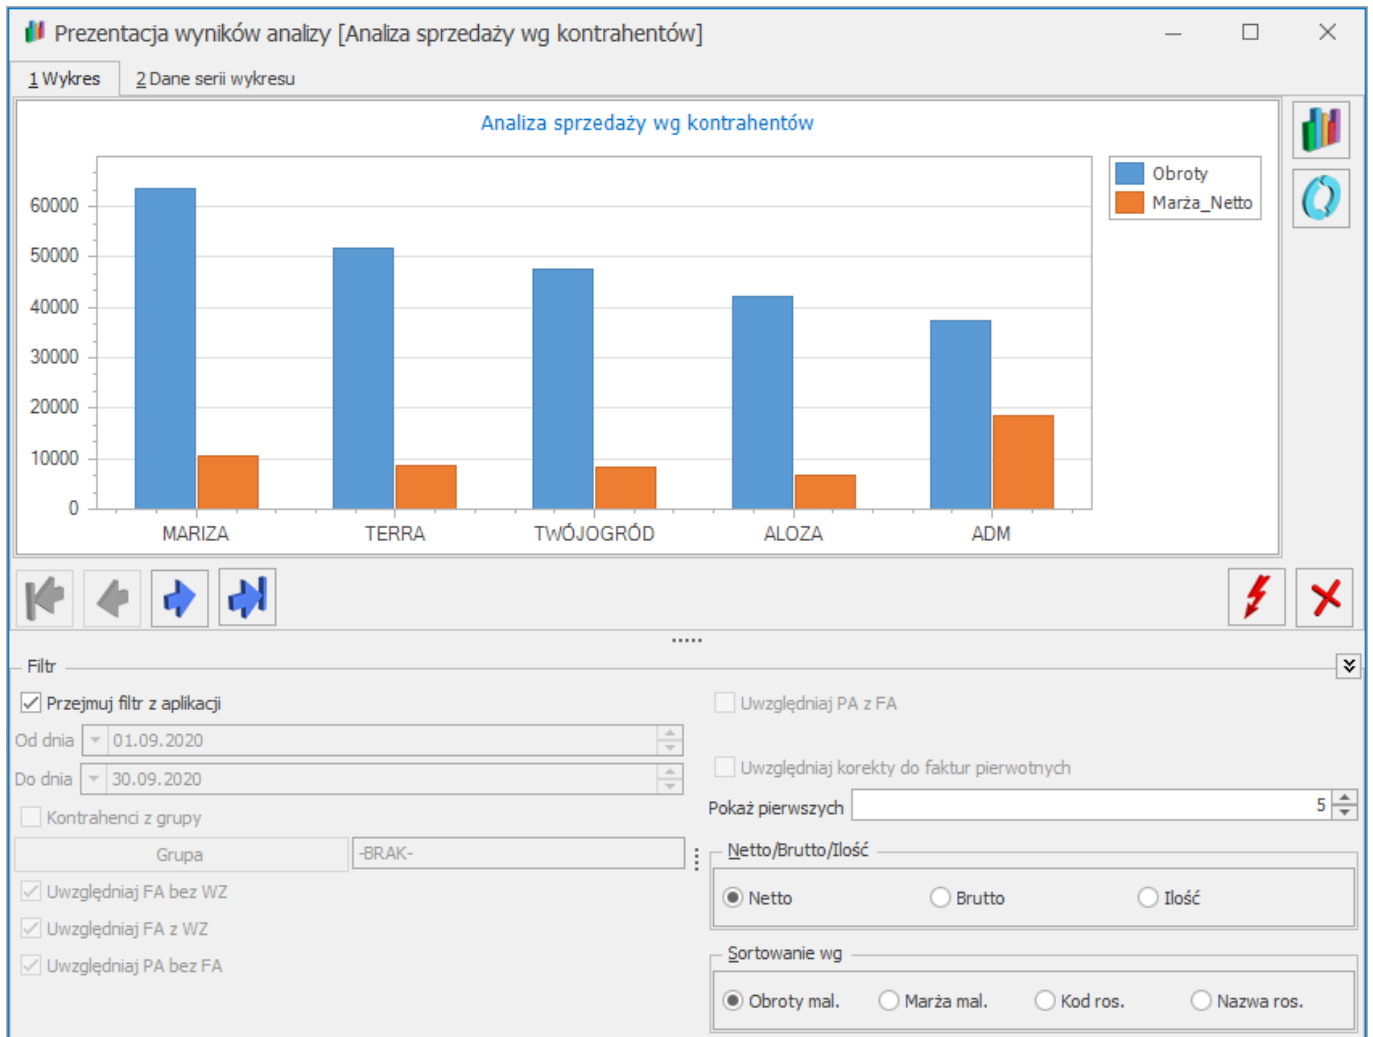 Prezentacja wyników analizy [Analiza sprzedaży wg kontrahentów]
1 Wykres 2 Dane serii wykresu
Analiza sprzedaży wg kontrahentów
Obroty
Marża_Netto
60000
50000
40000
30000
20000
10000
0
MARIZA TERRA TWÓJOGRÓD ALOZA ADM
Filtr
Przejmuj filtr z aplikacji
Od dnia 01.09.2020
Do dnia 30.09.2020
Kontrahenci z grupy
Grupa -BRAK-
Uwzględniaj FA bez WZ
Uwzględniaj FA z WZ
Uwzględniaj PA bez FA
Uwzględniaj PA z FA
Uwzględniaj korekty do faktur pierwotnych
Pokaż pierwszych 5
Netto/Brutto/Ilość
Netto Brutto Ilość
Sortowanie wg
Obroty mal. Marża mal. Kod ros. Nazwa ros.